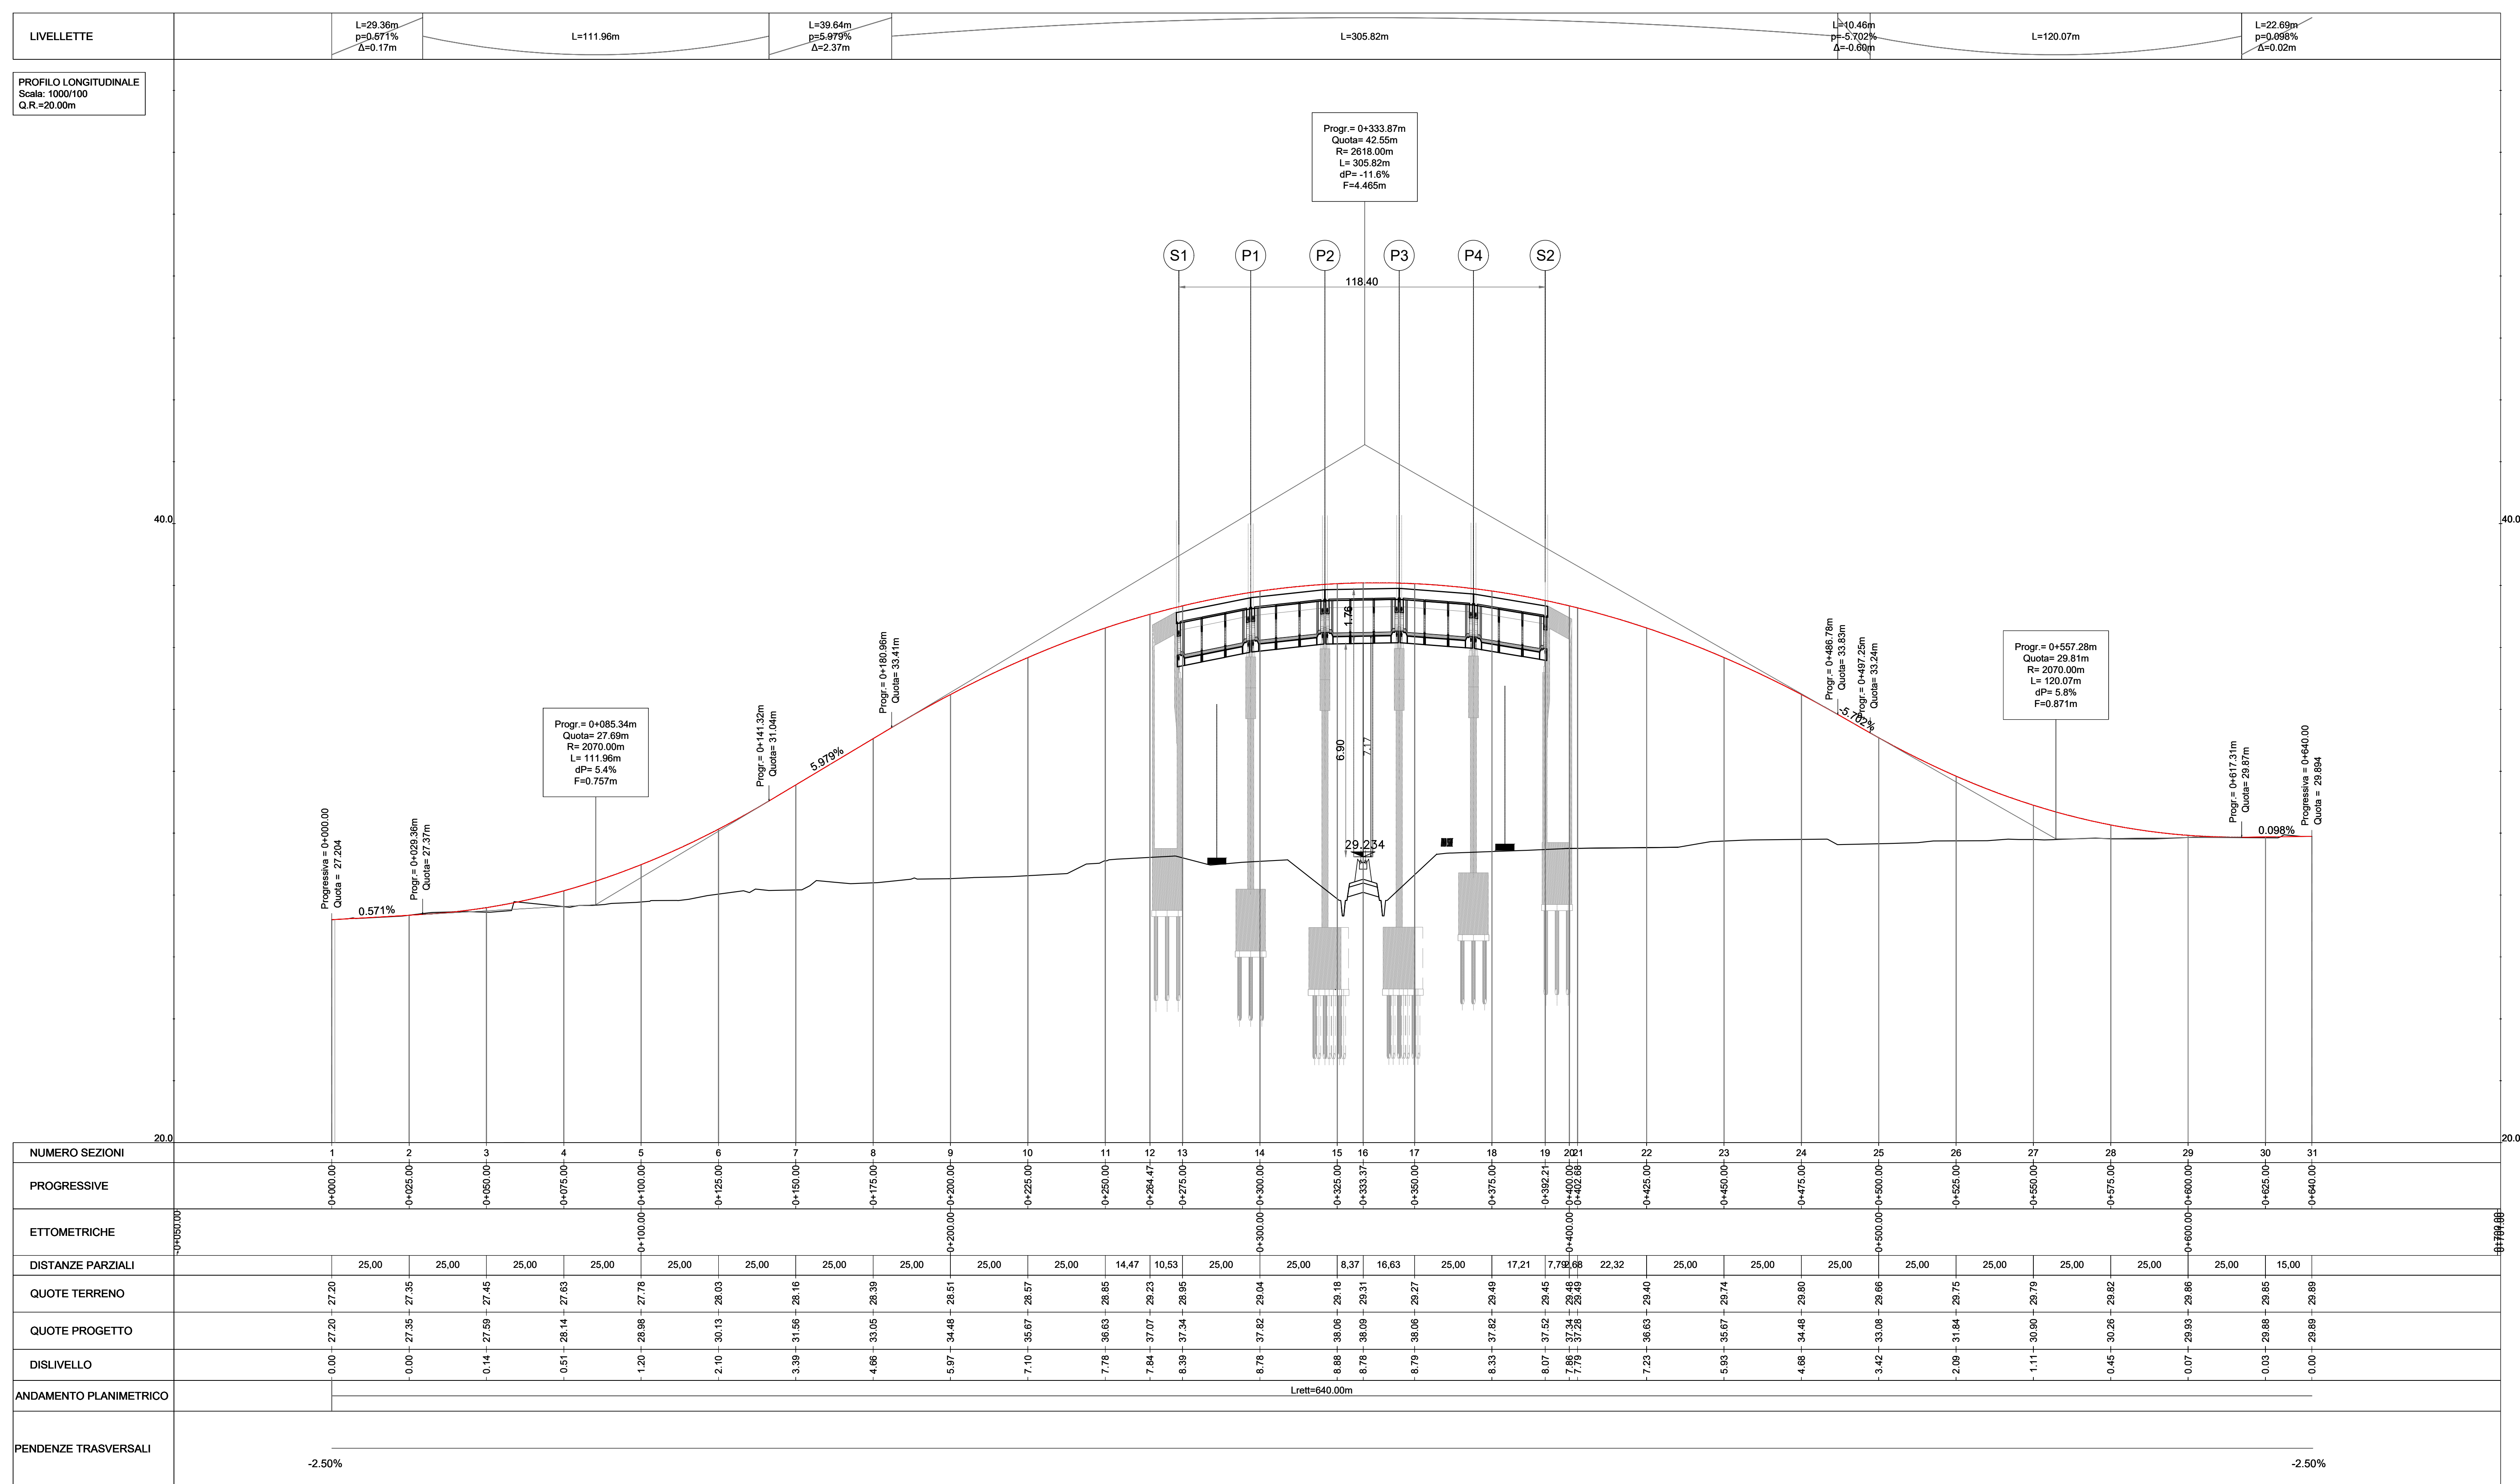 LIVELLETTE
L=29.36m
p=0.571%
Δ=0.17m
L=111.96m
L=39.64m
p=5.979%
Δ=2.37m
L=305.82m
L=10.46m
p=-5.702%
Δ=-0.60m
L=120.07m
L=22.69m
p=0.098%
Δ=0.02m
PROFILO LONGITUDINALE
Scala: 1000/100
Q.R.=20.00m
Progr.= 0+333.87m
Quota= 42.55m
R= 2618.00m
L= 305.82m
dP= -11.6%
F=4.465m
S1 P1 P2 P3 P4 S2
118.40
40.0 40.0
1.76
6.90
7.17
29.234
Progr.= 0+085.34m
Quota= 27.69m
R= 2070.00m
L= 111.96m
dP= 5.4%
F=0.757m
Progr.= 0+557.28m
Quota= 29.81m
R= 2070.00m
L= 120.07m
dP= 5.8%
F=0.871m
Progressiva = 0+000.00
Quota = 27.204
0.571%
Progr.= 0+029.36m
Quota= 27.37m
Progr.= 0+141.32m
Quota= 31.04m
5.979%
Progr.= 0+180.96m
Quota= 33.41m
Progr.= 0+486.78m
Quota= 33.83m
Progr.= 0+497.25m
Quota= 33.24m
-5.702%
Progr.= 0+617.31m
Quota= 29.87m
0.098%
Progressiva = 0+640.00
Quota = 29.894
20.0 20.0
NUMERO SEZIONI 1 2 3 4 5 6 7 8 9 10 11 12 13 14 15 16 17 18 19 20 21 22 23 24 25 26 27 28 29 30 31
PROGRESSIVE 0+000.00 0+025.00 0+050.00 0+075.00 0+100.00 0+125.00 0+150.00 0+175.00 0+200.00 0+225.00 0+250.00 0+264.47 0+275.00 0+300.00 0+325.00 0+333.37 0+350.00 0+375.00 0+392.21 0+400.00 0+402.68 0+425.00 0+450.00 0+475.00 0+500.00 0+525.00 0+550.00 0+575.00 0+600.00 0+625.00 0+640.00
ETTOMETRICHE -0+050.00 0+100.00 0+200.00 0+300.00 0+400.00 0+500.00 0+600.00
DISTANZE PARZIALI 25,00 25,00 25,00 25,00 25,00 25,00 25,00 25,00 25,00 25,00 14,47 10,53 25,00 25,00 8,37 16,63 25,00 17,21 7,79 2,68 22,32 25,00 25,00 25,00 25,00 25,00 25,00 25,00 25,00 15,00
QUOTE TERRENO 27.20 27.35 27.45 27.63 27.78 28.03 28.16 28.39 28.51 28.57 28.85 29.23 28.95 29.04 29.18 29.31 29.27 29.49 29.45 29.48 29.49 29.40 29.74 29.80 29.66 29.75 29.79 29.82 29.86 29.85 29.89
QUOTE PROGETTO 27.20 27.35 27.59 28.14 28.98 30.13 31.56 33.05 34.48 35.67 36.63 37.07 37.34 37.82 38.06 38.09 38.06 37.82 37.52 37.34 37.28 36.63 35.67 34.48 33.08 31.84 30.90 30.26 29.93 29.88 29.89
DISLIVELLO 0.00 0.00 0.14 0.51 1.20 2.10 3.39 4.66 5.97 7.10 7.78 7.84 8.39 8.78 8.88 8.78 8.79 8.33 8.07 7.86 7.79 7.23 5.93 4.68 3.42 2.09 1.11 0.45 0.07 0.03 0.00
ANDAMENTO PLANIMETRICO Lrett=640.00m
PENDENZE TRASVERSALI
-2.50% -2.50%